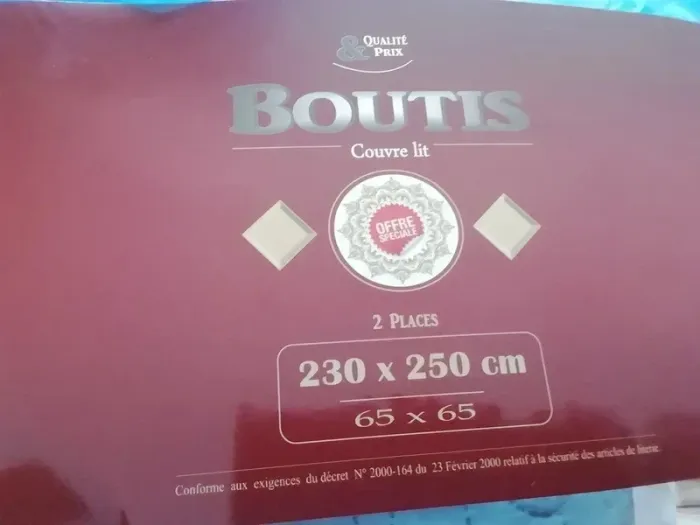 & QUALITÉ
PRIX
BOUTIS
Couvre lit
OFFRE
SPECIALE
2 PLACES
230 x 250 cm
65 x 65
Conforme aux exigences du décret N° 2000-164 du 23 Février 2000 relatif à la sécurité des articles de literie